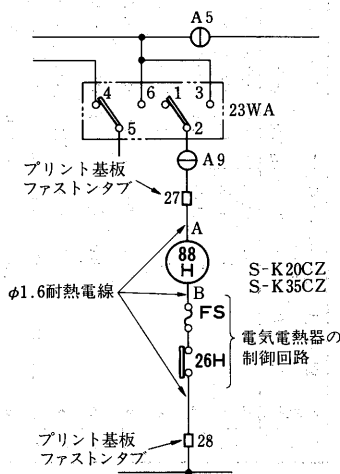 A5
4 6 1 3
5 2
23WA
A9
プリント基板
ファストンタブ
27
A
88
H
B
S-K20CZ
S-K35CZ
φ1.6耐熱電線
FS
26H
電気電熱器の
制御回路
プリント基板
ファストンタブ
28